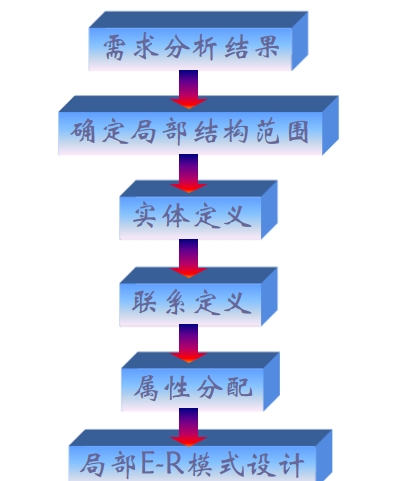 需求分析结果
确定局部结构范围
实体定义
联系定义
属性分配
局部E-R模式设计